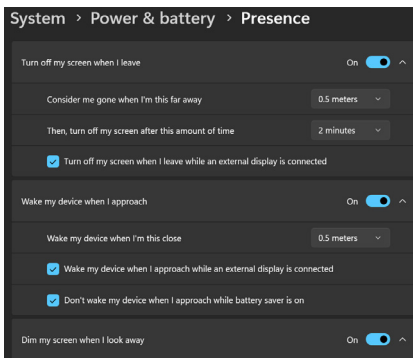 System > Power & battery > Presence
Turn off my screen when I leave On
Consider me gone when I'm this far away 0.5 meters
Then, turn off my screen after this amount of time 2 minutes
Turn off my screen when I leave while an external display is connected
Wake my device when I approach On
Wake my device when I'm this close 0.5 meters
Wake my device when I approach while an external display is connected
Don't wake my device when I approach while battery saver is on
Dim my screen when I look away On